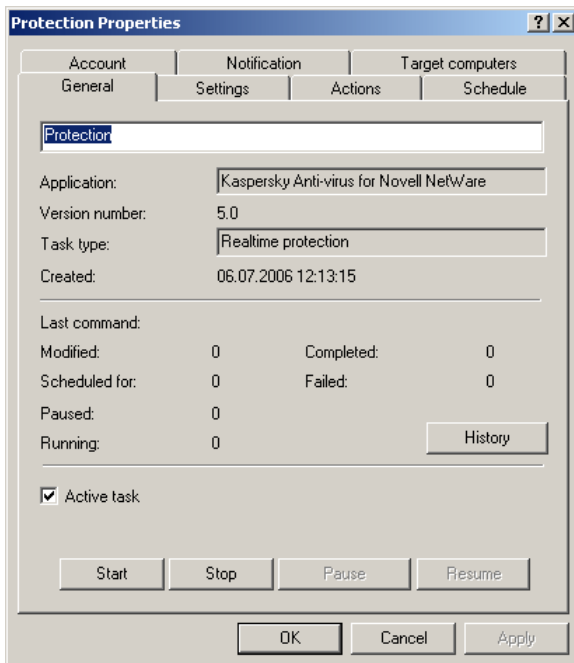 Protection Properties
Account Notification Target computers
General Settings Actions Schedule
Protection
Application: Kaspersky Anti-virus for Novell NetWare
Version number: 5.0
Task type: Realtime protection
Created: 06.07.2006 12:13:15
Last command:
Modified: 0 Completed: 0
Scheduled for: 0 Failed: 0
Paused: 0
Running: 0 History
Active task
Start Stop Pause Resume
OK Cancel Apply